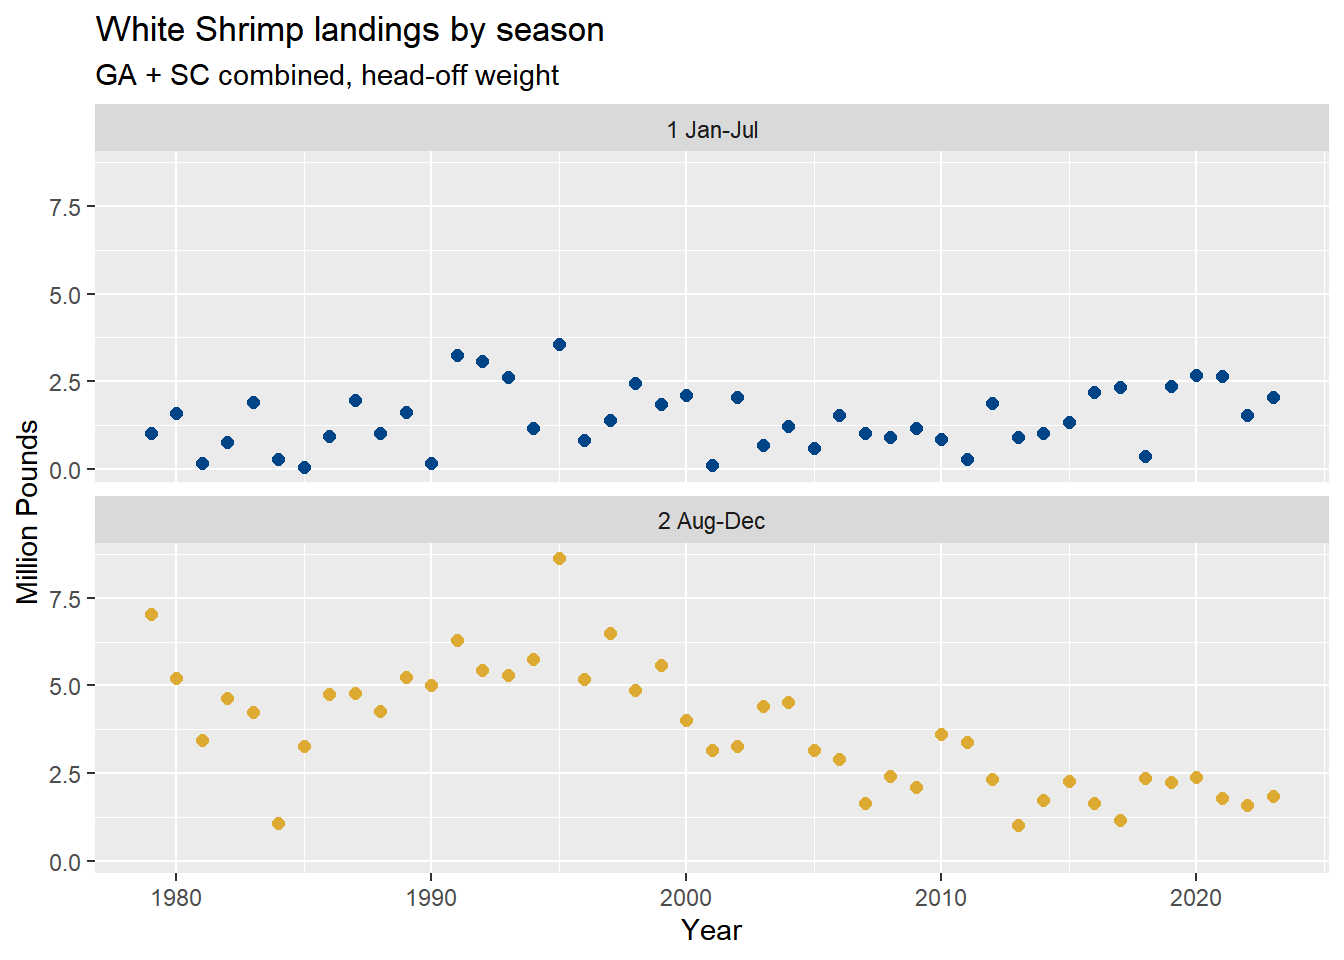 White Shrimp landings by season
GA + SC combined, head-off weight
1 Jan-Jul
7.5
5.0
2.5
0.0
Million Pounds
2 Aug-Dec
7.5
5.0
2.5
0.0
1980 1990 2000 2010 2020
Year